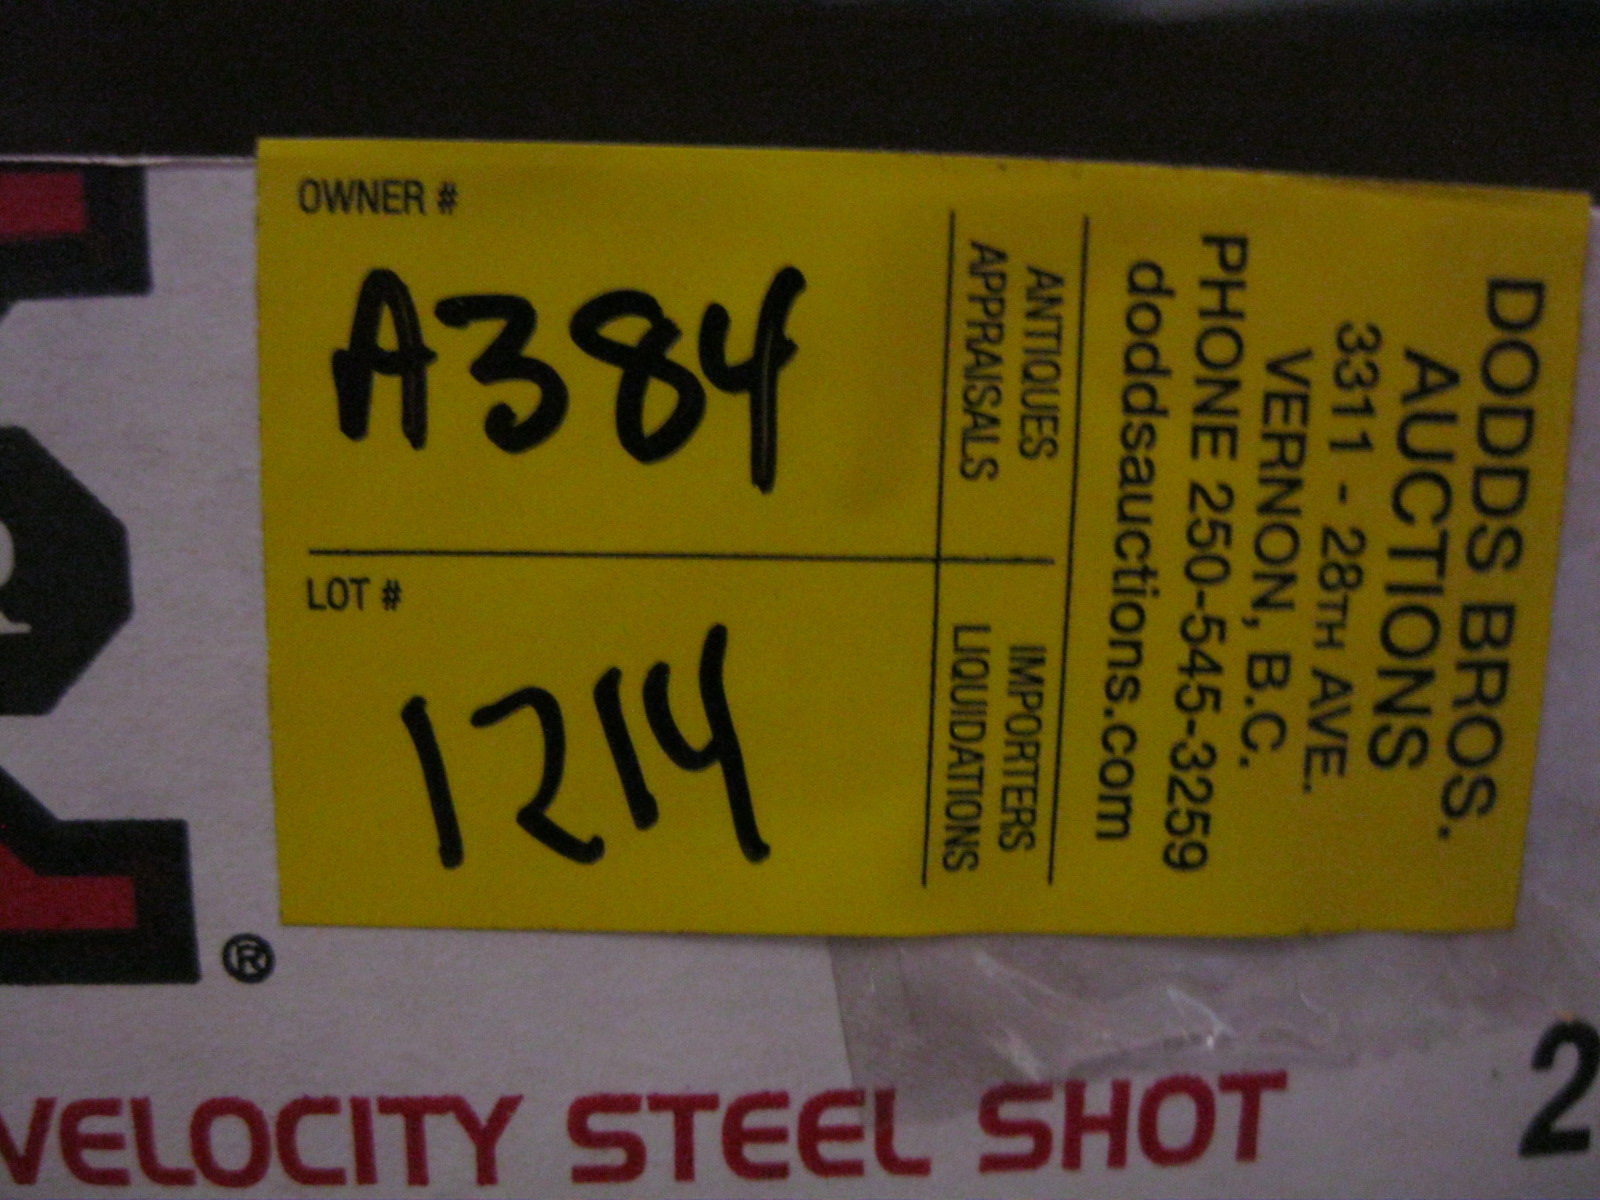 OWNER #
A384
LOT #
1214
ANTIQUES
APPRAISALS
IMPORTERS
LIQUIDATIONS
DODDS BROS.
AUCTIONS
3311 - 28TH AVE.
VERNON, B.C.
PHONE 250-545-3259
doddsauctions.com
®
VELOCITY STEEL SHOT
2